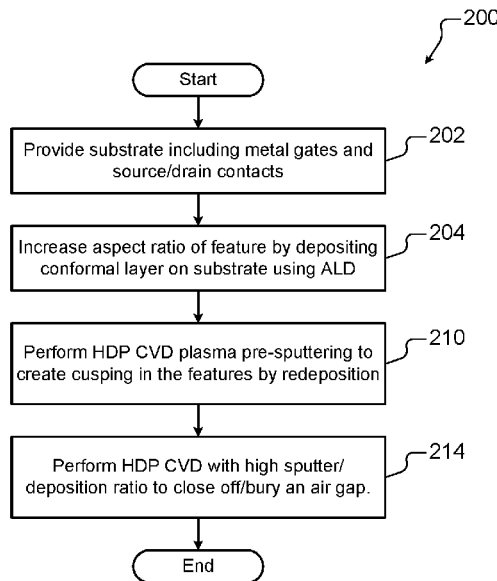 200
Start
Provide substrate including metal gates and
source/drain contacts
202
Increase aspect ratio of feature by depositing
conformal layer on substrate using ALD
204
Perform HDP CVD plasma pre-sputtering to
create cusping in the features by redeposition
210
Perform HDP CVD with high sputter/
deposition ratio to close off/bury an air gap.
214
End